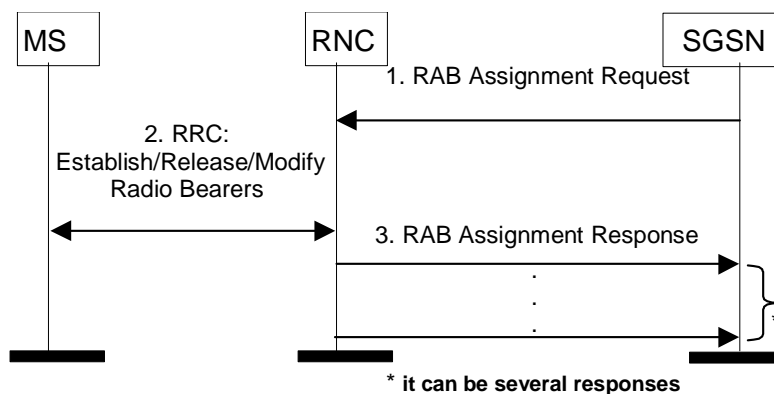 MS
RNC
SGSN
1. RAB Assignment Request
2. RRC:
Establish/Release/Modify
Radio Bearers
3. RAB Assignment Response
.
.
.
*
* it can be several responses